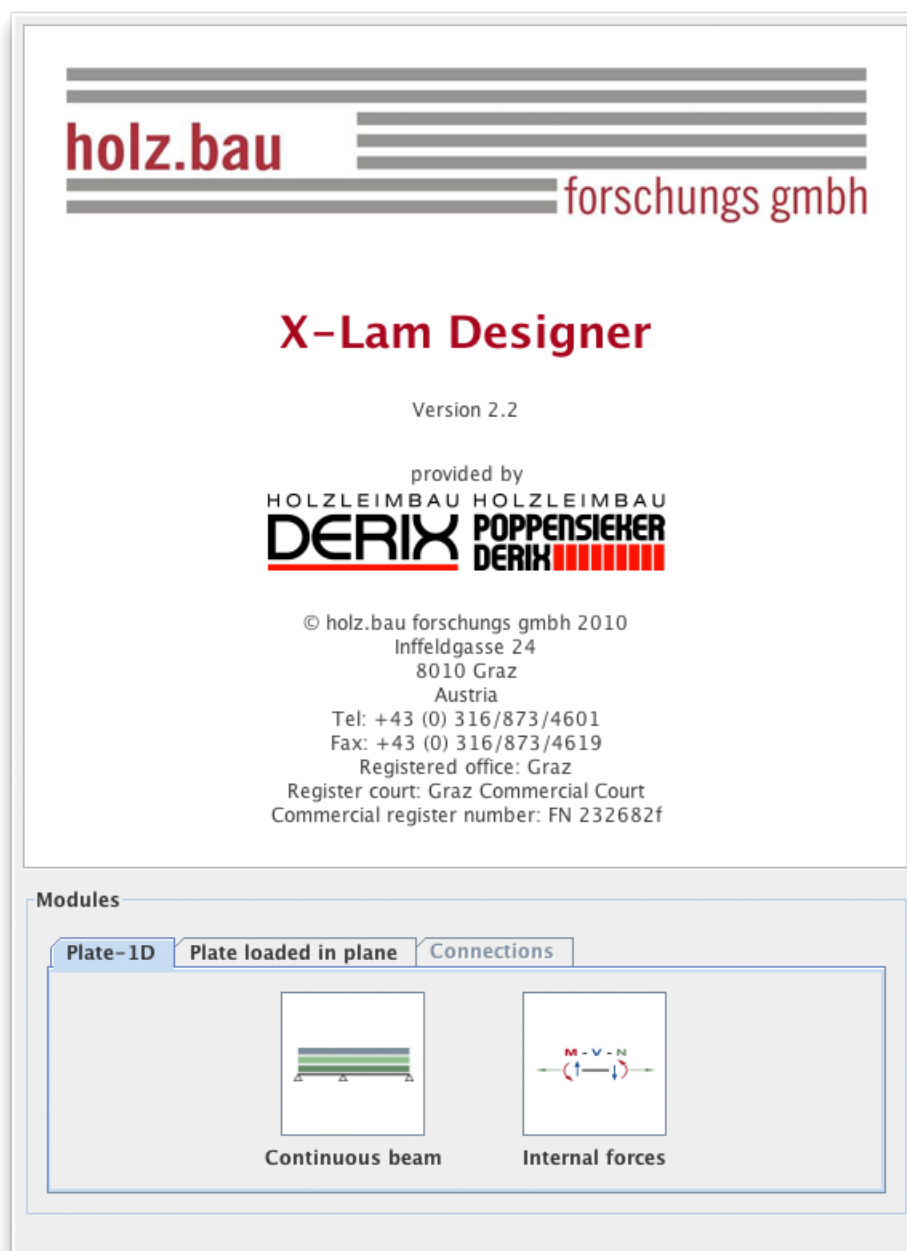 holz.bau
forschungs gmbh
X-Lam Designer
Version 2.2
provided by
HOLZLEIMBAU HOLZLEIMBAU
DERIX POPPENSIEKER
DERIX
© holz.bau forschungs gmbh 2010
Inffeldgasse 24
8010 Graz
Austria
Tel: +43 (0) 316/873/4601
Fax: +43 (0) 316/873/4619
Registered office: Graz
Register court: Graz Commercial Court
Commercial register number: FN 232682f
Modules
Plate-1D Plate loaded in plane Connections
M - V - N
Continuous beam Internal forces